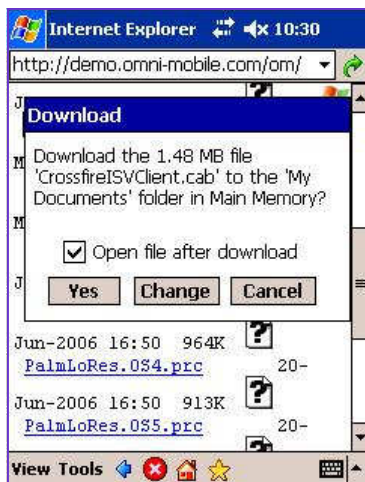 Internet Explorer 10:30
http://demo.omni-mobile.com/om/
J
Download
M
Download the 1.48 MB file
'CrossfireISVClient.cab' to the 'My
Documents' folder in Main Memory?
M
Open file after download
J
Yes Change Cancel
Jun-2006 16:50 964K
PalmLoRes.OS4.prc 20-
Jun-2006 16:50 913K
PalmLoRes.OS5.prc 20-
View Tools